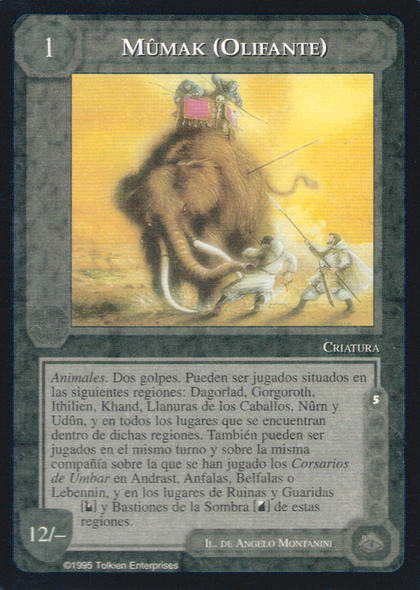 1
MÛMAK (OLIFANTE)
CRIATURA
Animales. Dos golpes. Pueden ser jugados situados en
las siguientes regiones: Dagorlad, Gorgoroth,
Ithilien, Khand, Llanuras de los Caballos, Nûrn y
Udûn, y en todos los lugares que se encuentran
dentro de dichas regiones. También pueden ser
jugados en el mismo turno y sobre la misma
compañía sobre la que se han jugado los Corsarios
de Umbar en Andrast, Anfalas, Belfalas o
Lebennin, y en los lugares de Ruinas y Guaridas
[ ] y Bastiones de la Sombra [ ] de estas
regiones.
5
12/–
IL. DE ANGELO MONTANINI
©1995 Tolkien Enterprises